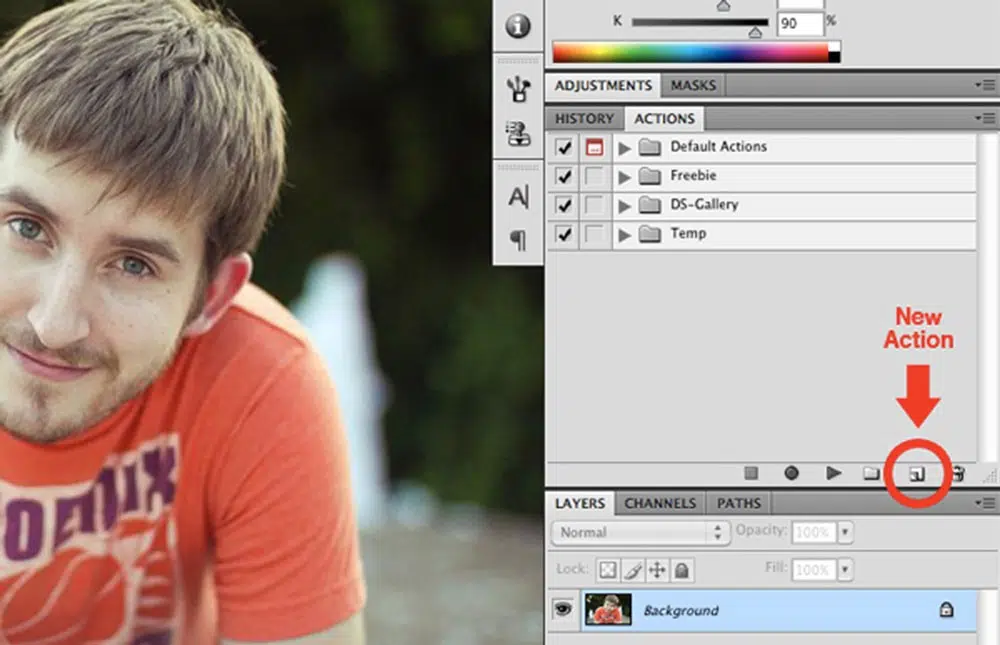 K 90 %
ADJUSTMENTS MASKS
HISTORY ACTIONS
Default Actions
Freebie
DS-Gallery
Temp
A
¶
New
Action
LAYERS CHANNELS PATHS
Normal Opacity: 100%
Lock: Fill: 100%
Background